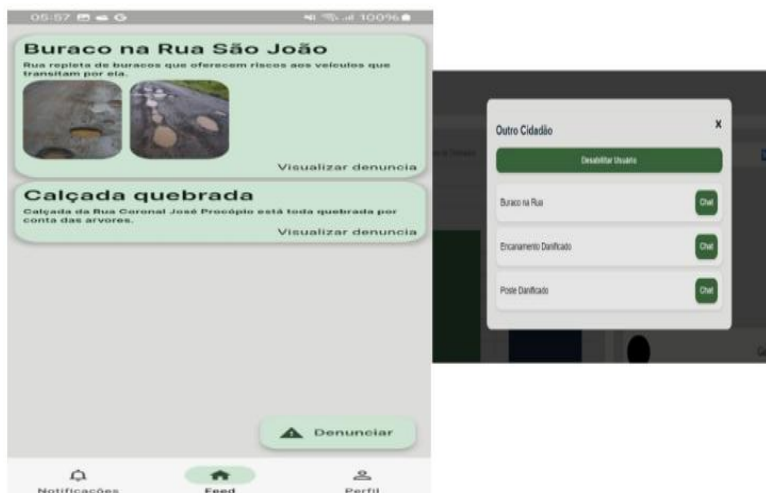 05:57
100%
Buraco na Rua São João
Rua repleta de buracos que oferecem riscos aos veículos que
transitam por ela.
Visualizar denuncia
Calçada quebrada
Calçada da Rua Coronal José Procópio está toda quebrada por
conta das arvores.
Visualizar denuncia
Denunciar
Notificações
Feed
Perfil
Outro Cidadão
X
Desabilitar Usuário
Buraco na Rua
Chat
Encanamento Danificado
Chat
Poste Danificado
Chat